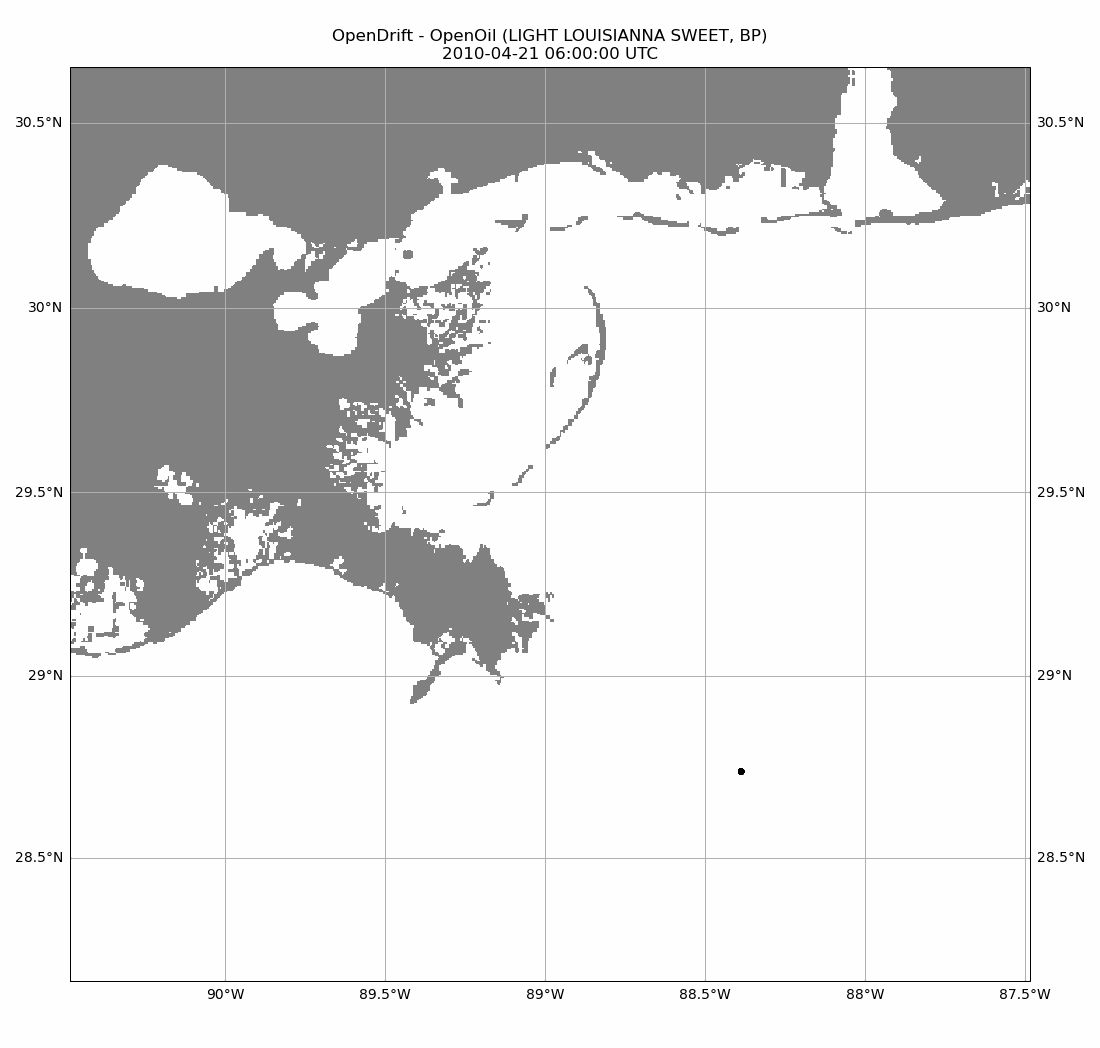 OpenDrift - OpenOil (LIGHT LOUISIANNA SWEET, BP)
2010-04-21 06:00:00 UTC
30.5°N 30.5°N
30°N 30°N
29.5°N 29.5°N
29°N 29°N
28.5°N 28.5°N
90°W 89.5°W 89°W 88.5°W 88°W 87.5°W